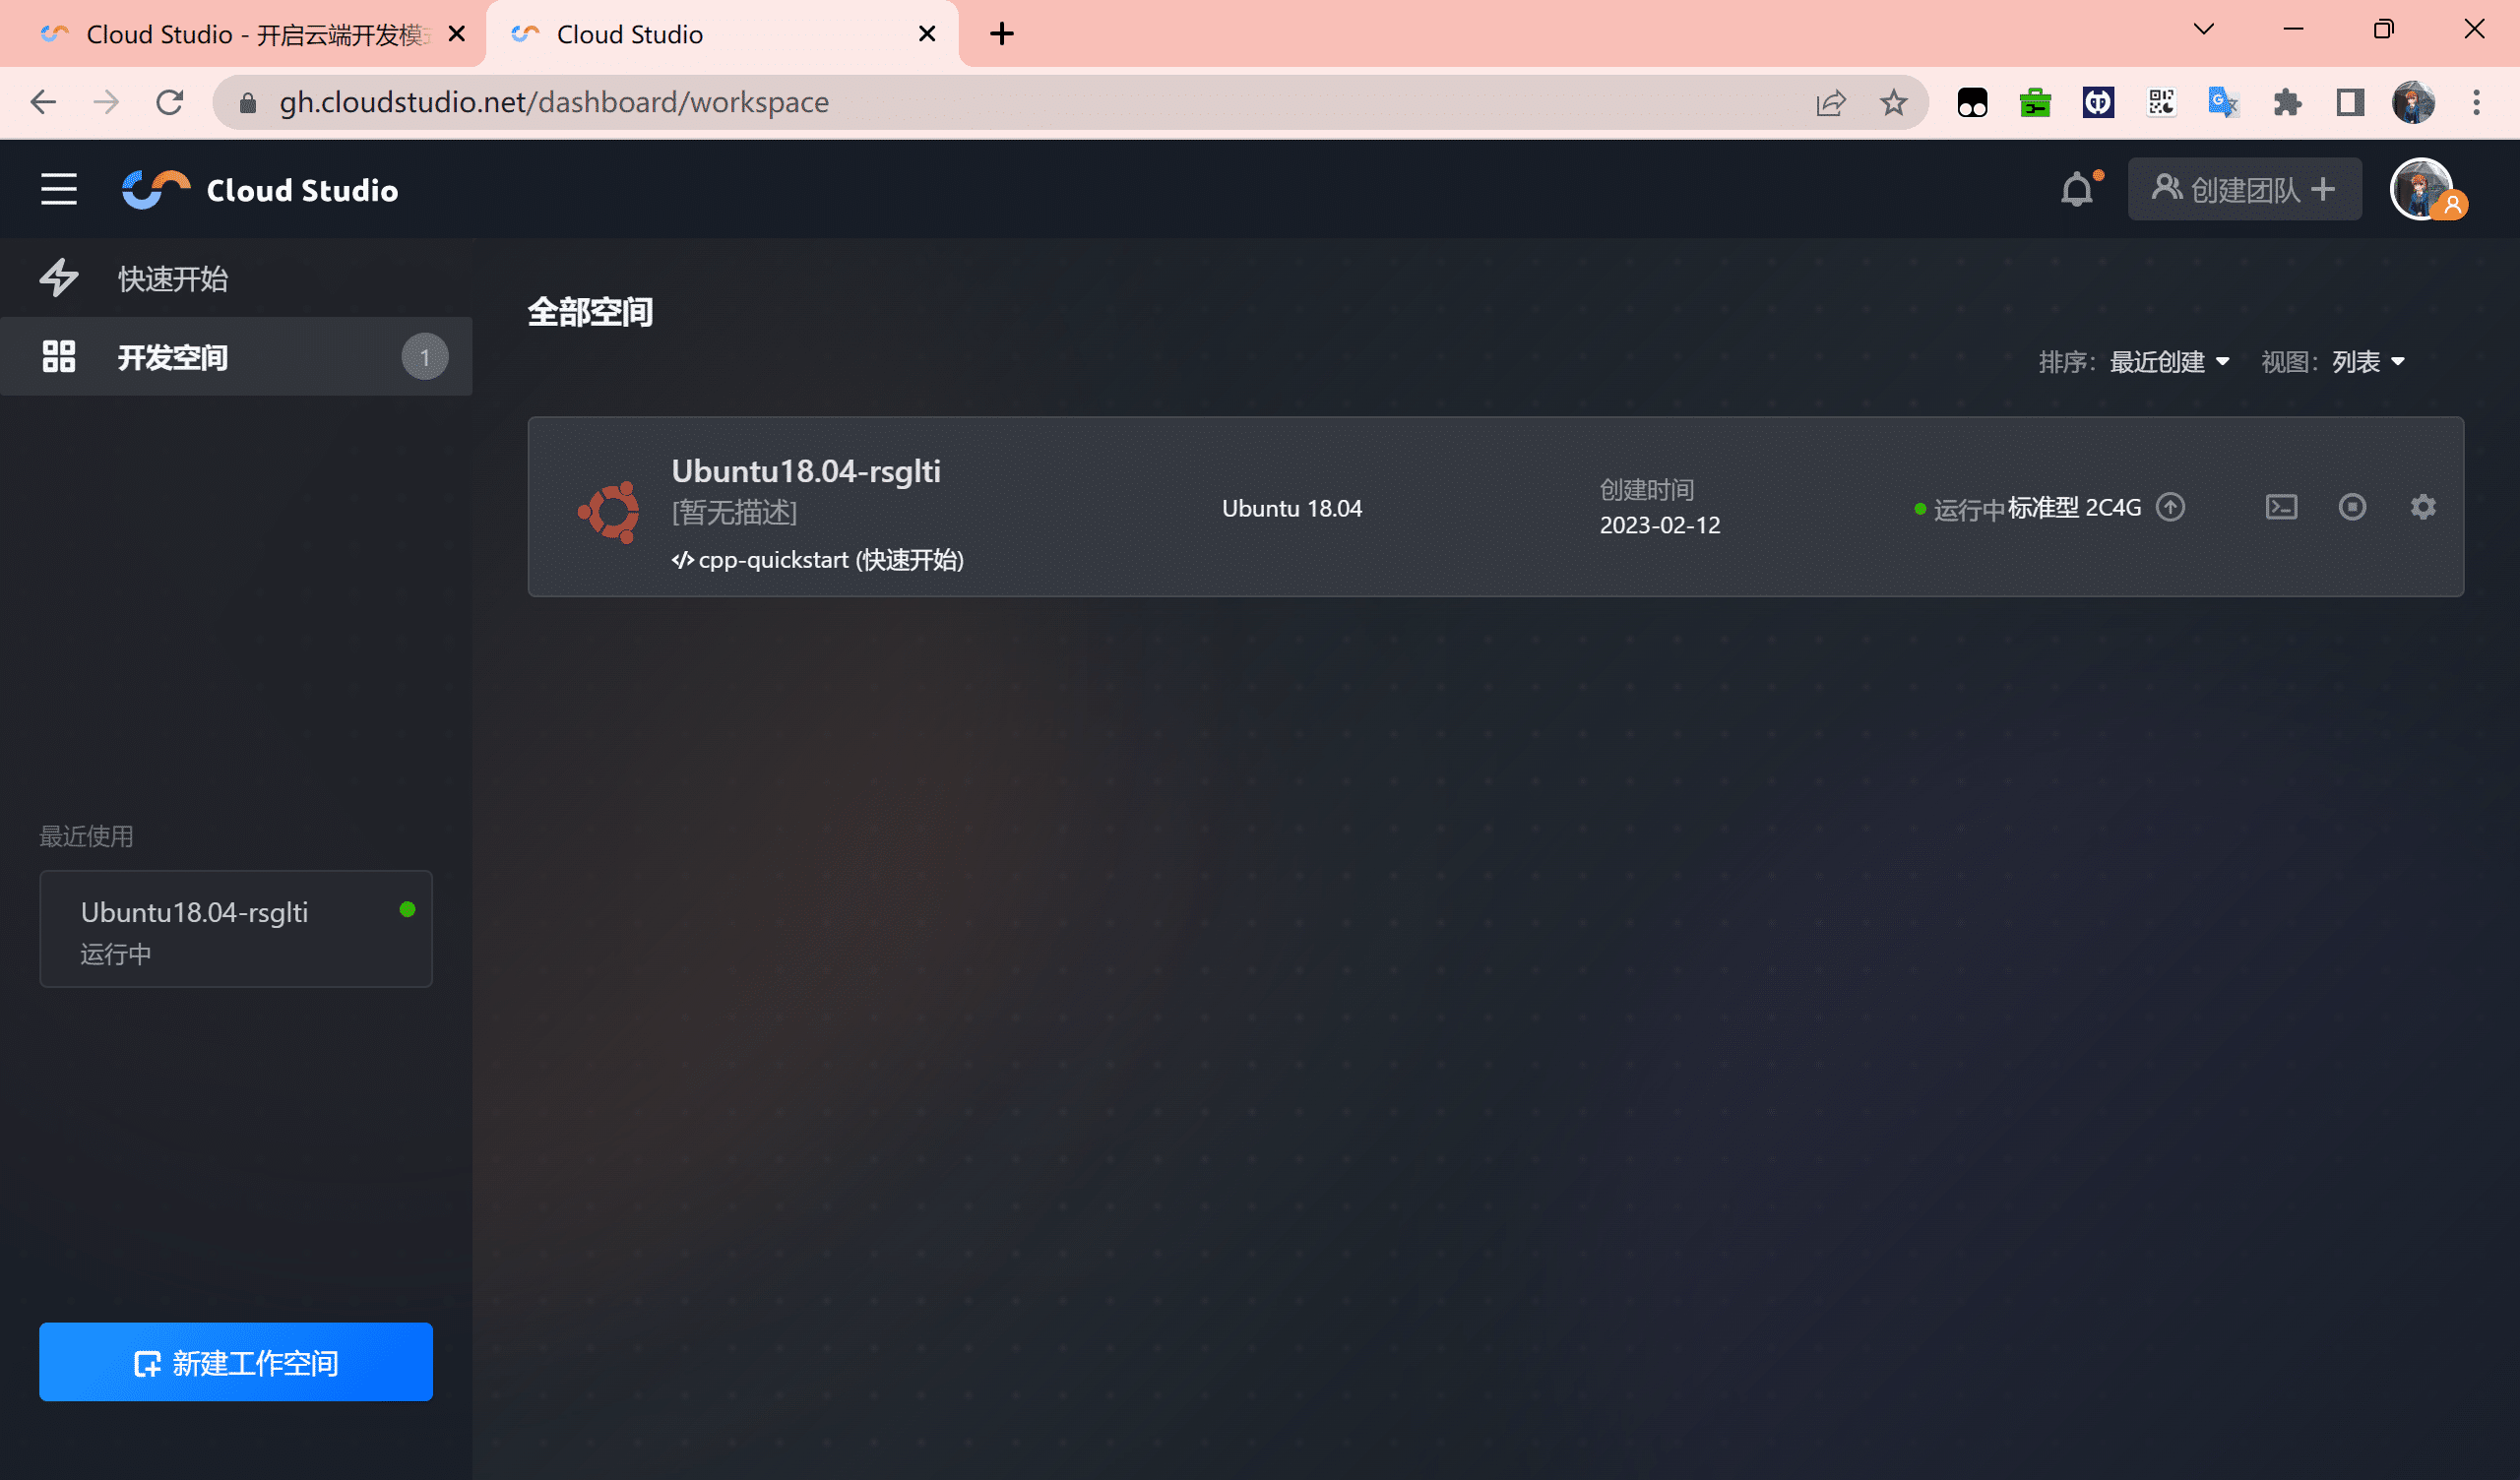 Cloud Studio - 开启云端开发模
Cloud Studio
gh.cloudstudio.net/dashboard/workspace
Cloud Studio
创建团队
快速开始
开发空间
1
全部空间
排序: 最近创建
视图: 列表
Ubuntu18.04-rsglti
[暂无描述]
cpp-quickstart (快速开始)
Ubuntu 18.04
创建时间
2023-02-12
运行中 标准型 2C4G
最近使用
Ubuntu18.04-rsglti
运行中
新建工作空间